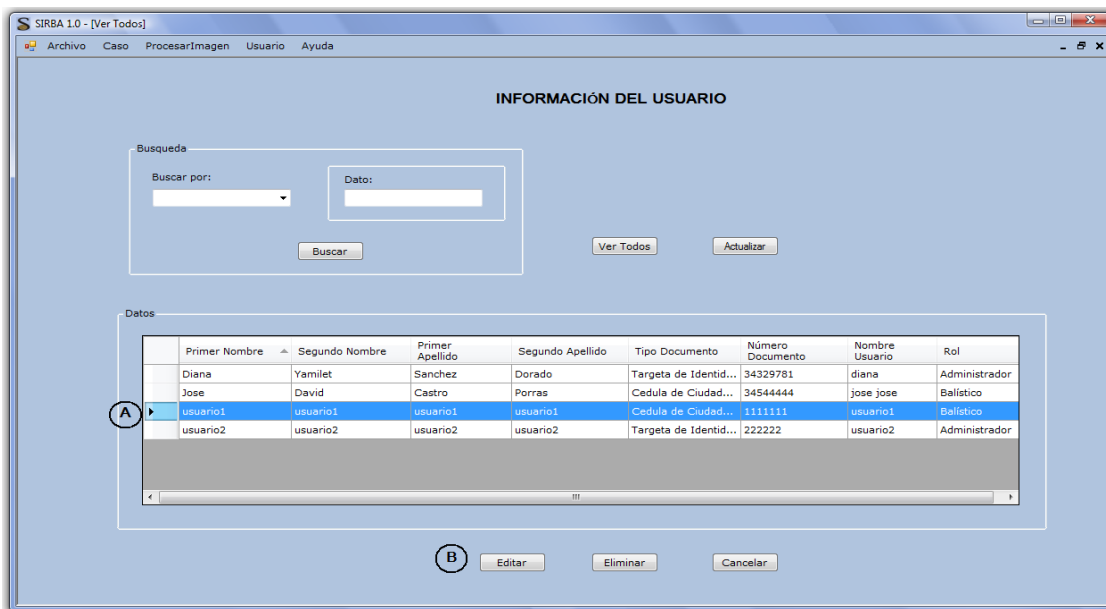 SIRBA 1.0 - [Ver Todos]
Archivo Caso ProcesarImagen Usuario Ayuda
INFORMACIÓN DEL USUARIO
Busqueda
Buscar por:
Dato:
Buscar
Ver Todos
Actualizar
Datos
Primer Nombre Segundo Nombre Primer Apellido Segundo Apellido Tipo Documento Número Documento Nombre Usuario Rol
Diana Yamilet Sanchez Dorado Targeta de Identid... 34329781 diana Administrador
Jose David Castro Porras Cedula de Ciudad... 34544444 jose jose Balístico
A
usuario1 usuario1 usuario1 usuario1 Cedula de Ciudad... 1111111 usuario1 Balístico
usuario2 usuario2 usuario2 usuario2 Targeta de Identid... 222222 usuario2 Administrador
B
Editar
Eliminar
Cancelar